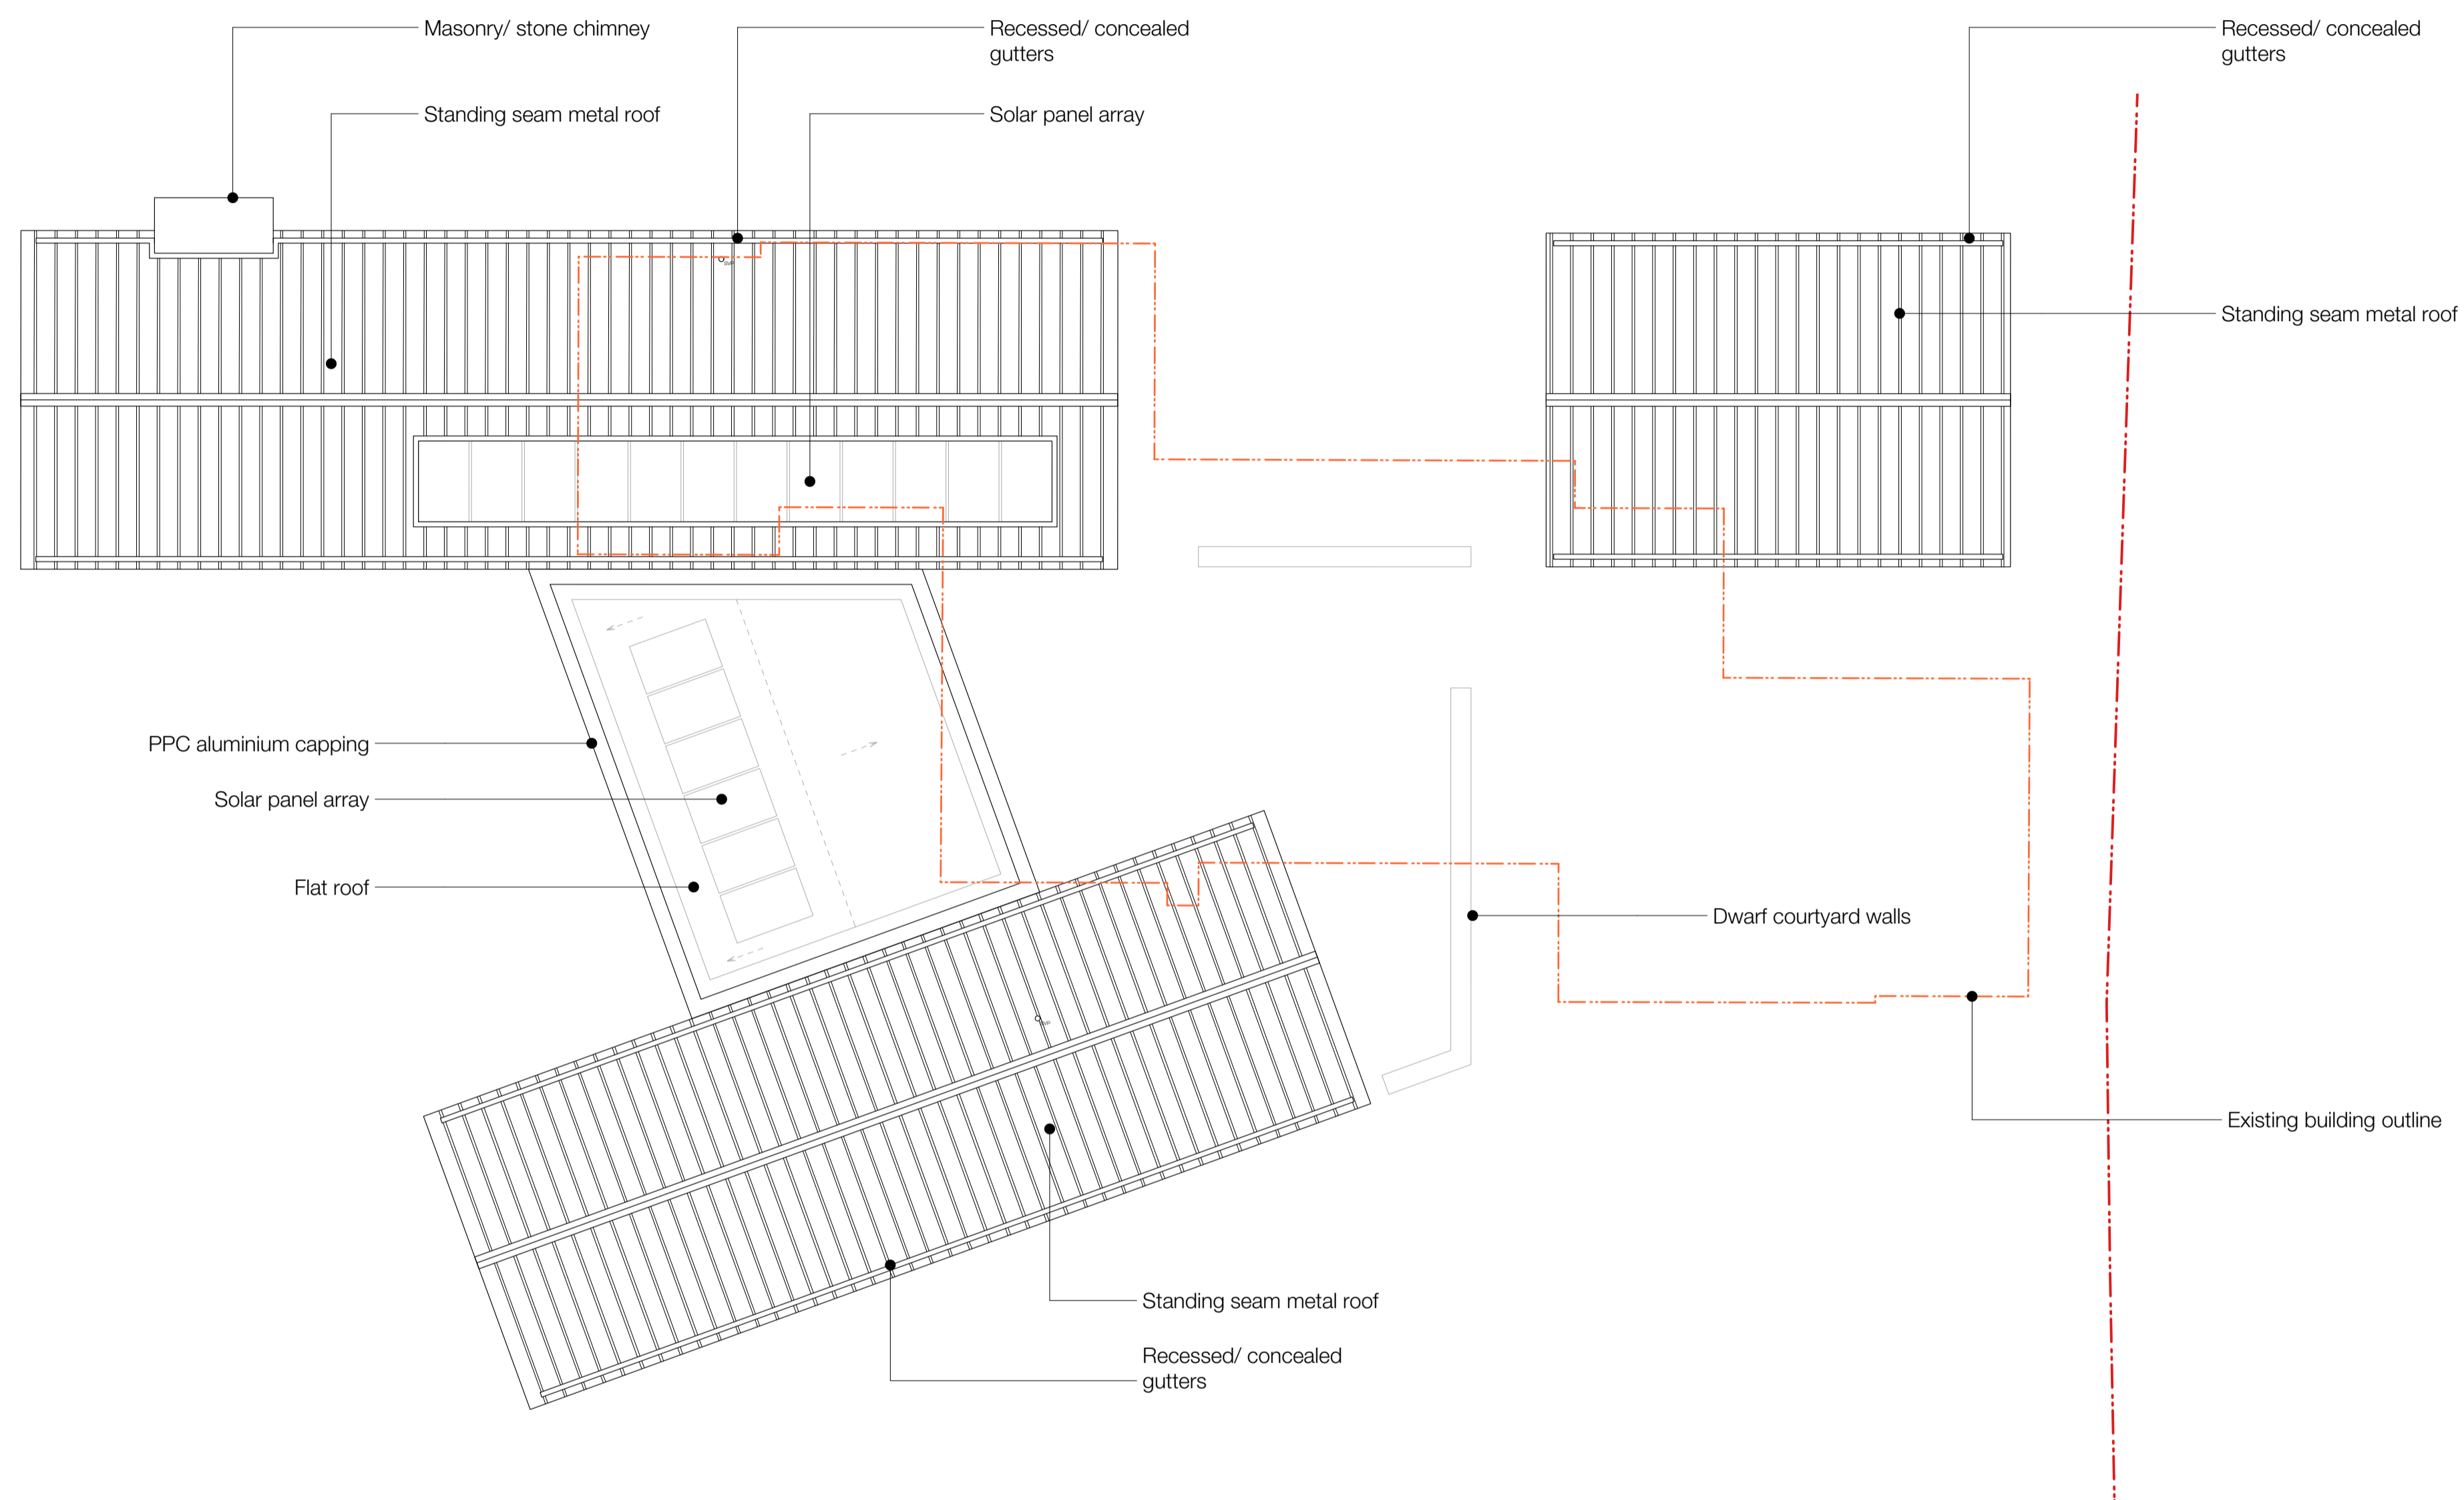 Masonry/ stone chimney
Recessed/ concealed
gutters
Recessed/ concealed
gutters
Standing seam metal roof
Solar panel array
SVP
Standing seam metal roof
PPC aluminium capping
Solar panel array
Flat roof
Dwarf courtyard walls
SVP
Existing building outline
Standing seam metal roof
Recessed/ concealed
gutters